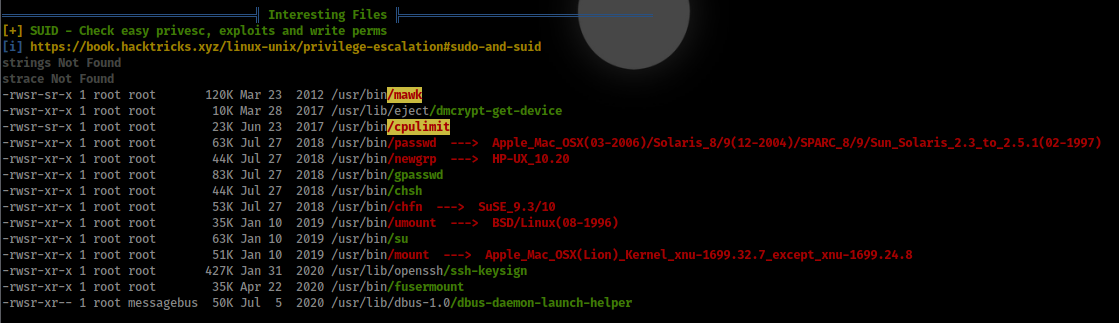 ══════════════════════════════╣ Interesting Files ╠══════════════════════════════
[+] SUID - Check easy privesc, exploits and write perms
[i] https://book.hacktricks.xyz/linux-unix/privilege-escalation#sudo-and-suid
strings Not Found
strace Not Found
-rwsr-sr-x 1 root root 120K Mar 23 2012 /usr/bin/mawk
-rwsr-xr-x 1 root root 10K Mar 28 2017 /usr/lib/eject/dmcrypt-get-device
-rwsr-sr-x 1 root root 23K Jun 23 2017 /usr/bin/cpulimit
-rwsr-xr-x 1 root root 63K Jul 27 2018 /usr/bin/passwd ---> Apple_Mac_OSX(03-2006)/Solaris_8/9(12-2004)/SPARC_8/9/Sun_Solaris_2.3_to_2.5.1(02-1997)
-rwsr-xr-x 1 root root 44K Jul 27 2018 /usr/bin/newgrp ---> HP-UX_10.20
-rwsr-xr-x 1 root root 83K Jul 27 2018 /usr/bin/gpasswd
-rwsr-xr-x 1 root root 44K Jul 27 2018 /usr/bin/chsh
-rwsr-xr-x 1 root root 53K Jul 27 2018 /usr/bin/chfn ---> SuSE_9.3/10
-rwsr-xr-x 1 root root 35K Jan 10 2019 /usr/bin/umount ---> BSD/Linux(08-1996)
-rwsr-xr-x 1 root root 63K Jan 10 2019 /usr/bin/su
-rwsr-xr-x 1 root root 51K Jan 10 2019 /usr/bin/mount ---> Apple_Mac_OSX(Lion)_Kernel_xnu-1699.32.7_except_xnu-1699.24.8
-rwsr-xr-x 1 root root 427K Jan 31 2020 /usr/lib/openssh/ssh-keysign
-rwsr-xr-x 1 root root 35K Apr 22 2020 /usr/bin/fusermount
-rwsr-xr-- 1 root messagebus 50K Jul 5 2020 /usr/lib/dbus-1.0/dbus-daemon-launch-helper